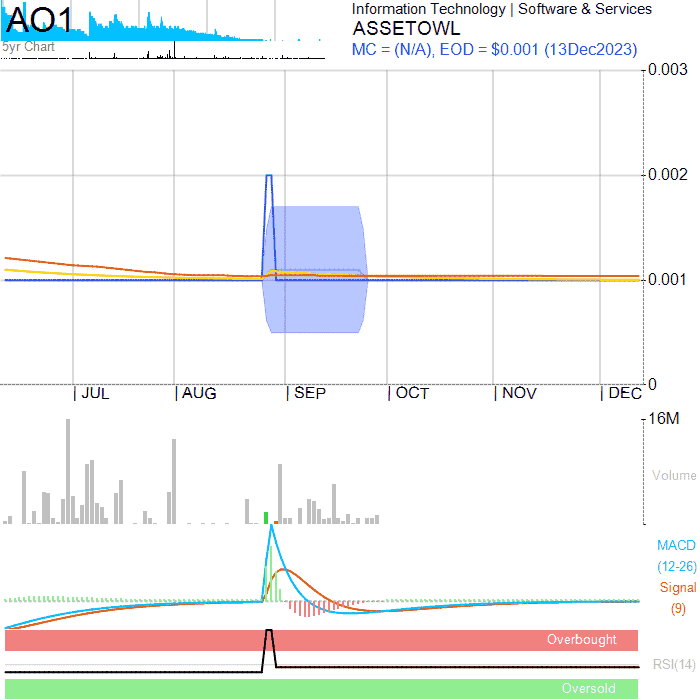 AO1
Information Technology | Software & Services
ASSETOWL
5yr Chart
MC = (N/A), EOD = $0.001 (13Dec2023)
0.003
0.002
0.001
0
JUL
AUG
SEP
OCT
NOV
DEC
16M
Volume
MACD
(12-26)
Signal
(9)
Overbought
RSI(14)
Oversold